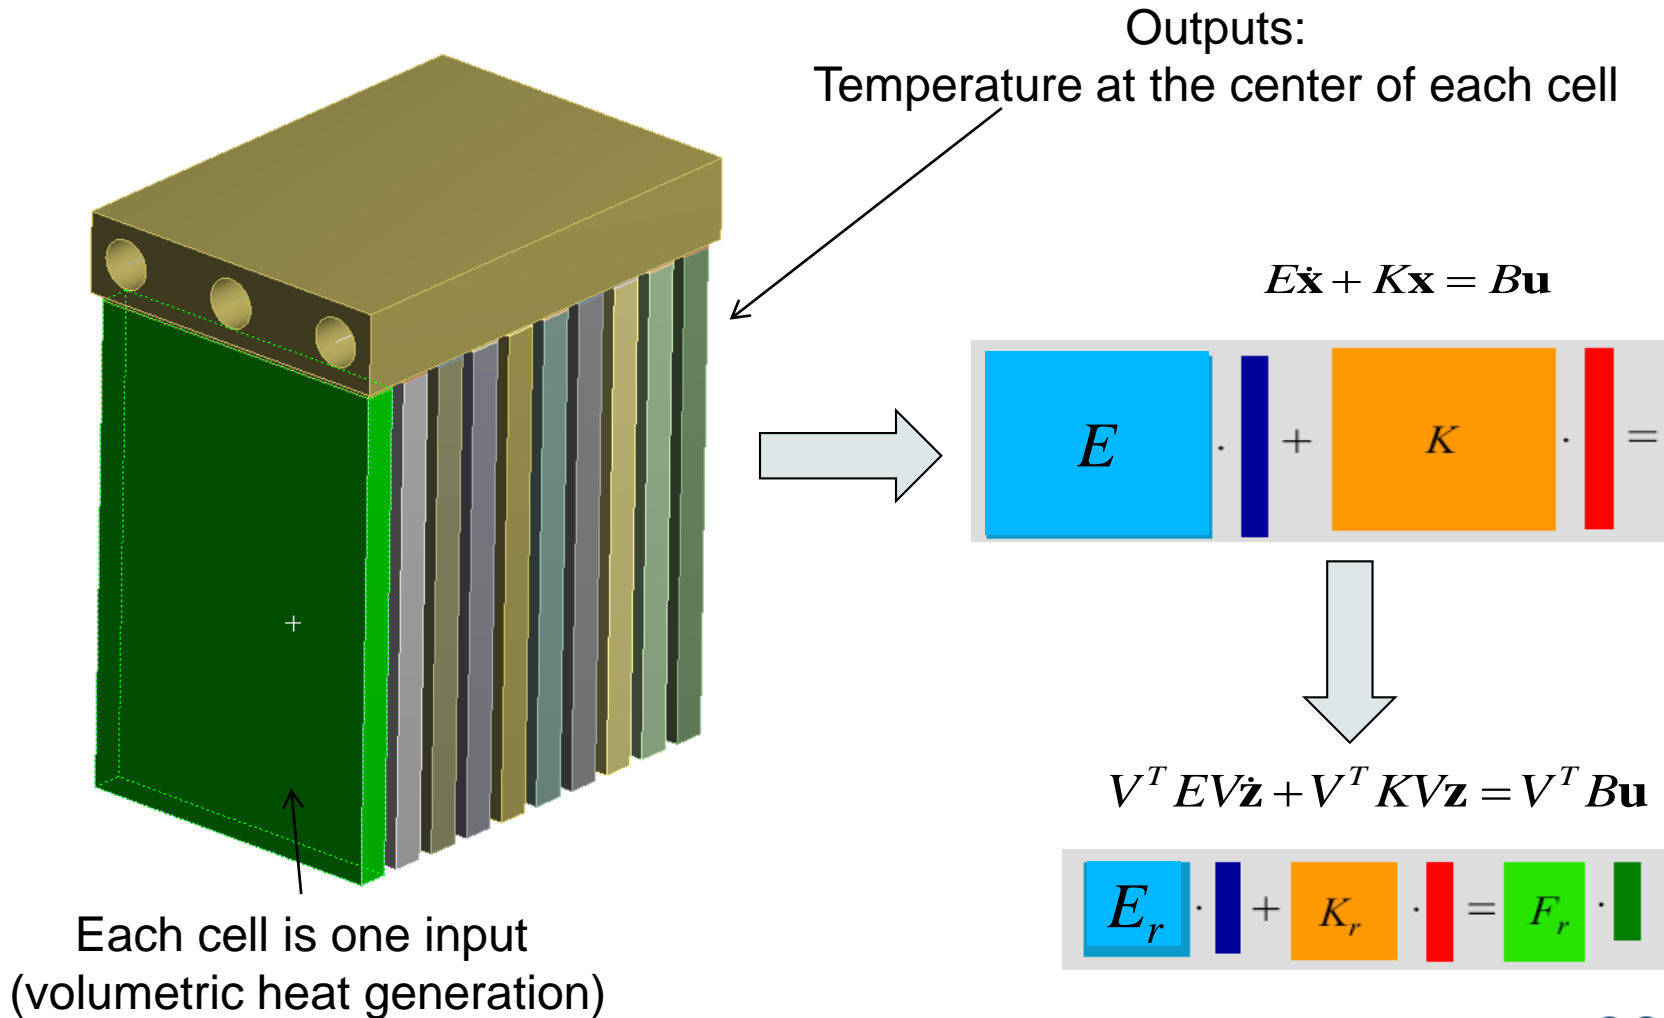 Outputs:
Temperature at the center of each cell
Eẋ + Kx = Bu
E · + K · =
VᵀEVż + VᵀKVz = VᵀBu
Eᵣ · + Kᵣ · = Fᵣ ·
Each cell is one input
(volumetric heat generation)